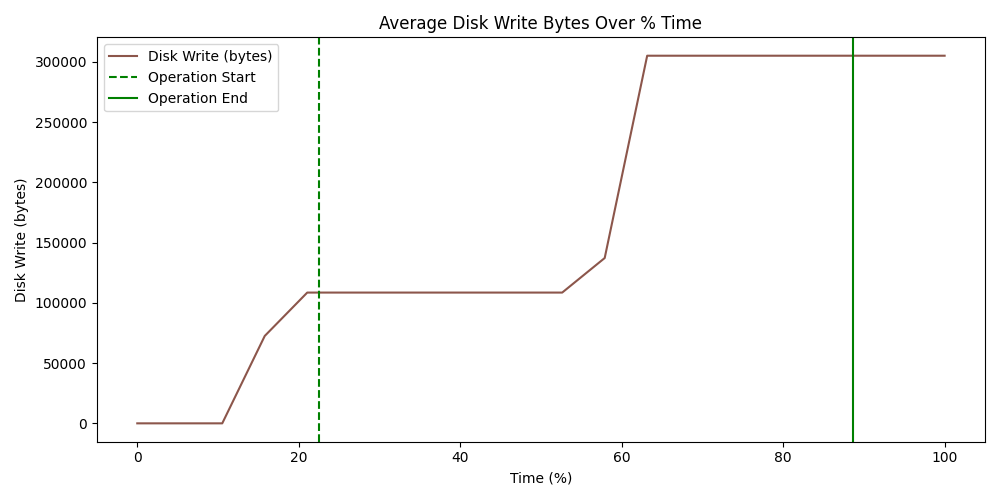 Average Disk Write Bytes Over % Time
Disk Write (bytes)
Operation Start
Operation End
300000
250000
200000
150000
100000
50000
0
Disk Write (bytes)
0 20 40 60 80 100
Time (%)